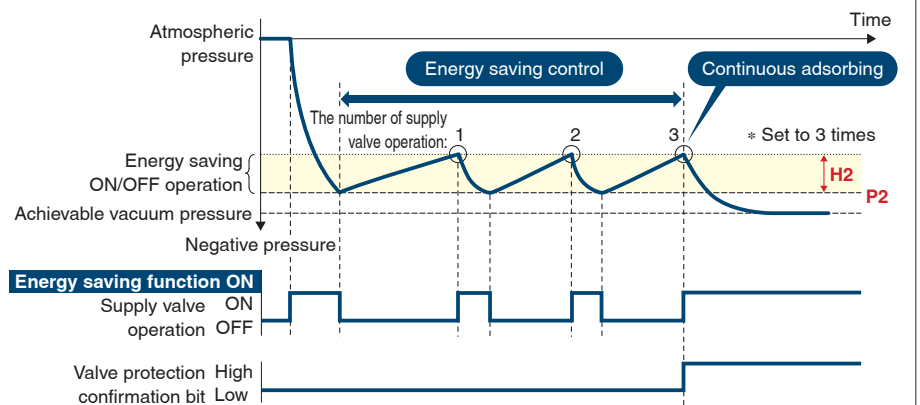 Time
Atmospheric
pressure
Energy saving control
Continuous adsorbing
The number of supply
valve operation:
1
2
3
* Set to 3 times
Energy saving
ON/OFF operation
H2
P2
Achievable vacuum pressure
Negative pressure
Energy saving function ON
Supply valve ON
operation OFF
Valve protection High
confirmation bit Low